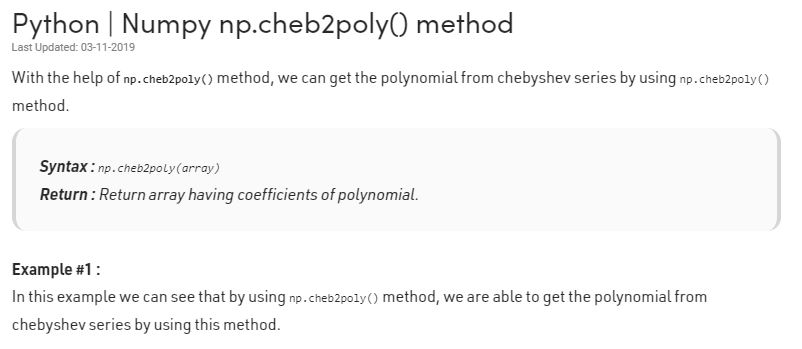 Python | Numpy np.cheb2poly() method
Last Updated: 03-11-2019
With the help of np.cheb2poly() method, we can get the polynomial from chebyshev series by using np.cheb2poly()
method.
Syntax : np.cheb2poly(array)
Return : Return array having coefficients of polynomial.
Example #1 :
In this example we can see that by using np.cheb2poly() method, we are able to get the polynomial from
chebyshev series by using this method.